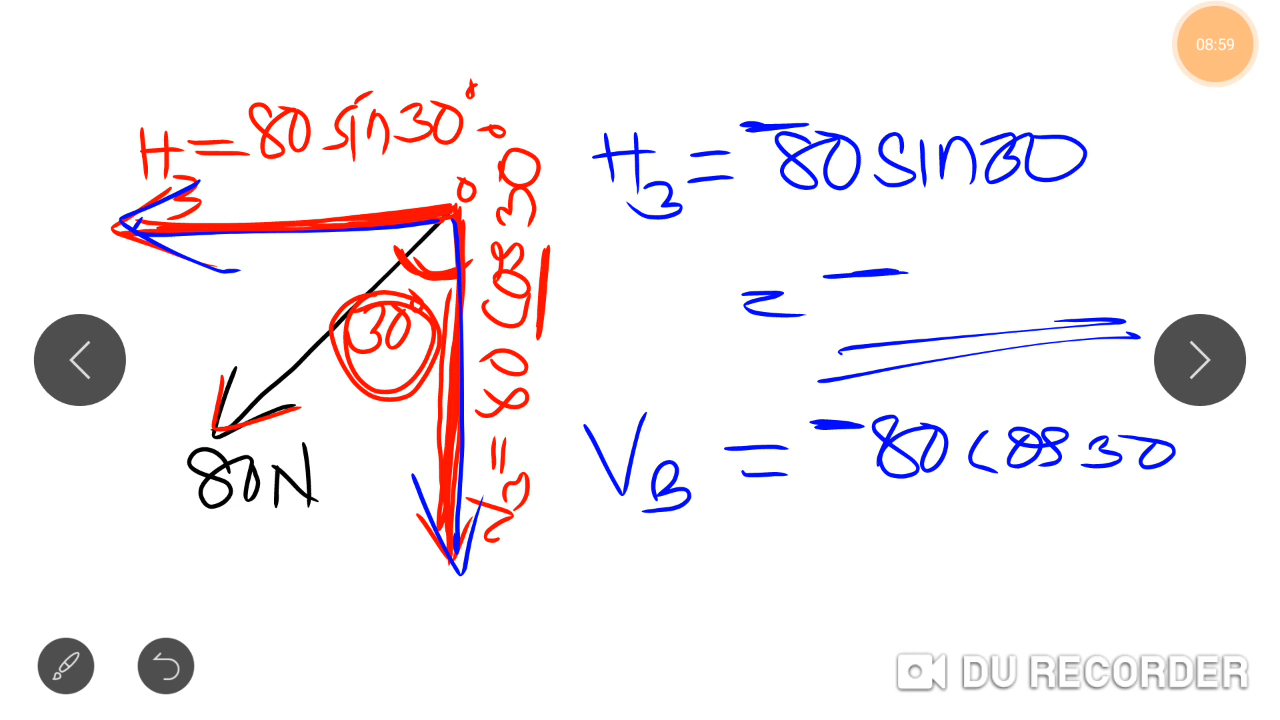 08:59
H3 = 80 sin30°
V3 = 80 cos 30°
30
80N
H3 = -80 sin30
= -
VB = -80 cos 30
DU RECORDER